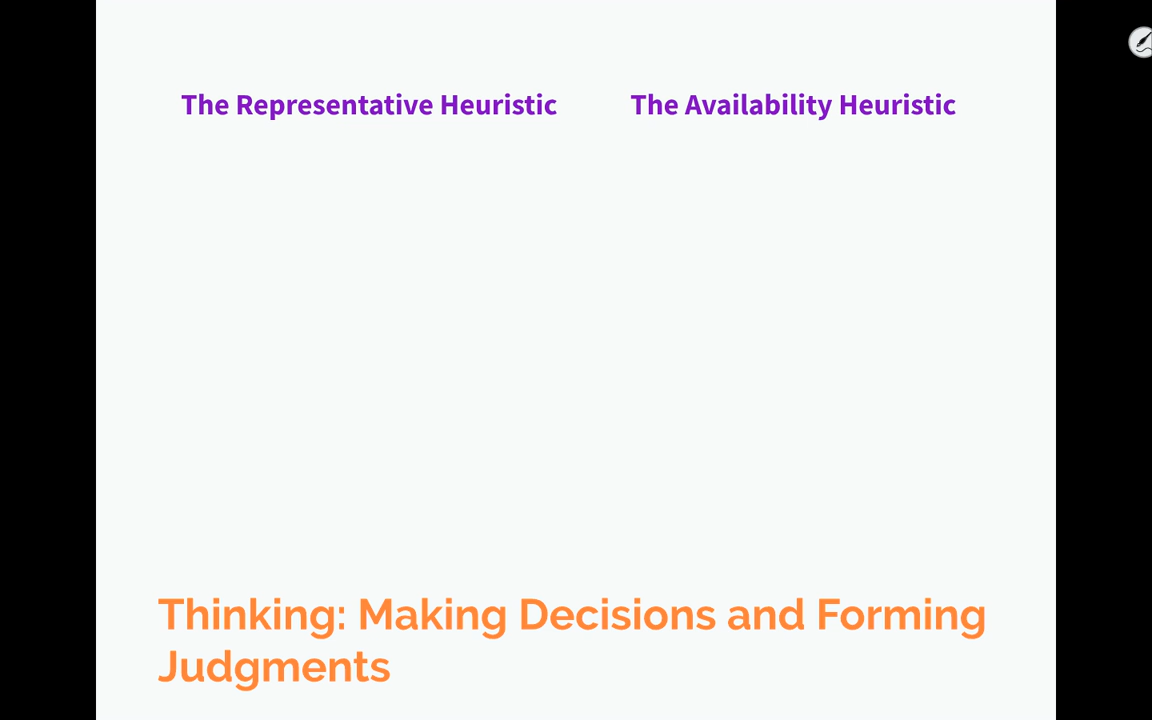 The Representative Heuristic
The Availability Heuristic
Thinking: Making Decisions and Forming
Judgments